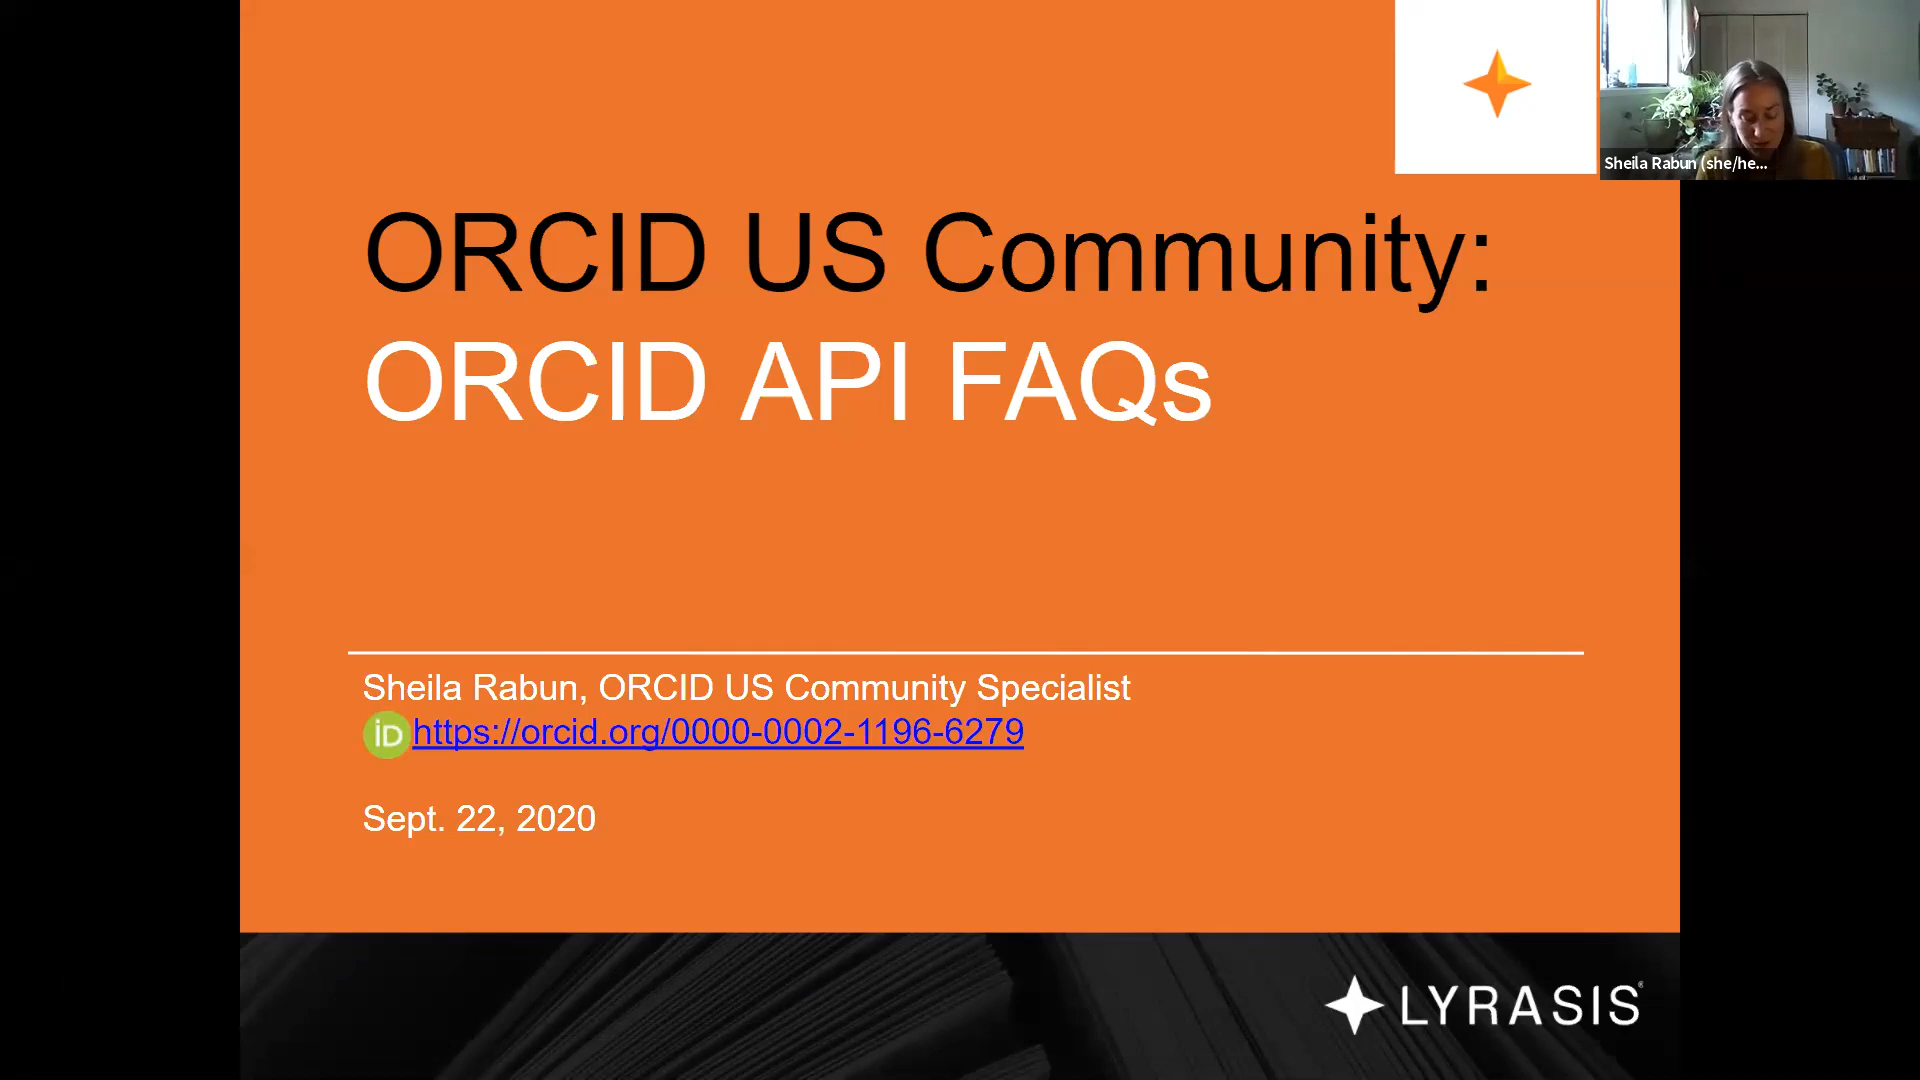 Sheila Rabun (she/he...
ORCID US Community:
ORCID API FAQs
Sheila Rabun, ORCID US Community Specialist
iD https://orcid.org/0000-0002-1196-6279
Sept. 22, 2020
LYRASIS